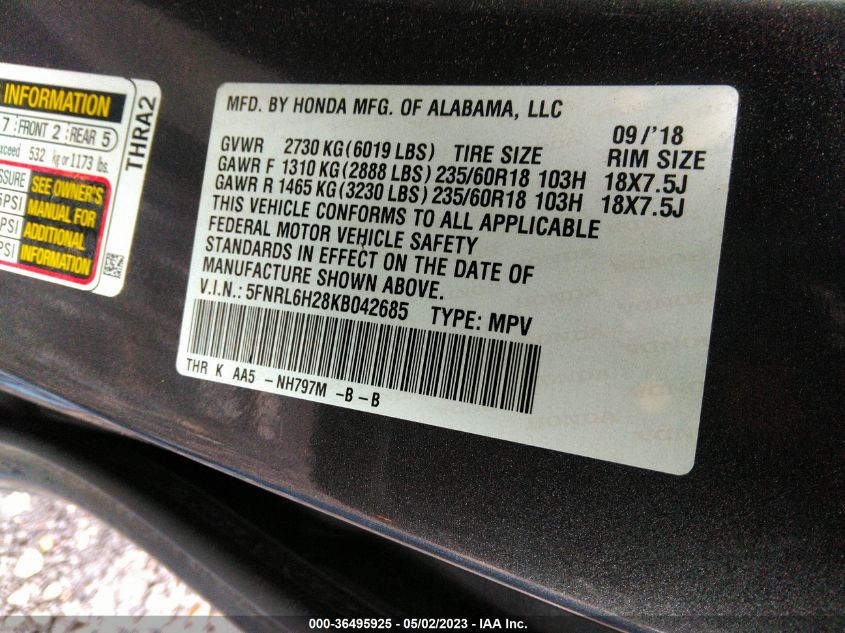 INFORMATION
7 FRONT 2 REAR 5
exceed 532 kg or 1173 lbs.
SEE OWNER'S
MANUAL FOR
ADDITIONAL
INFORMATION
PSI
PSI
THRA2
MFD. BY HONDA MFG. OF ALABAMA, LLC
09/'18
GVWR 2730 KG(6019 LBS) TIRE SIZE RIM SIZE
GAWR F 1310 KG(2888 LBS) 235/60R18 103H 18X7.5J
GAWR R 1465 KG(3230 LBS) 235/60R18 103H 18X7.5J
THIS VEHICLE CONFORMS TO ALL APPLICABLE
FEDERAL MOTOR VEHICLE SAFETY
STANDARDS IN EFFECT ON THE DATE OF
MANUFACTURE SHOWN ABOVE.
V.I.N.: 5FNRL6H28KB042685 TYPE: MPV
THR K AA5 - NH797M - B - B
000-36495925 - 05/02/2023 - IAA Inc.